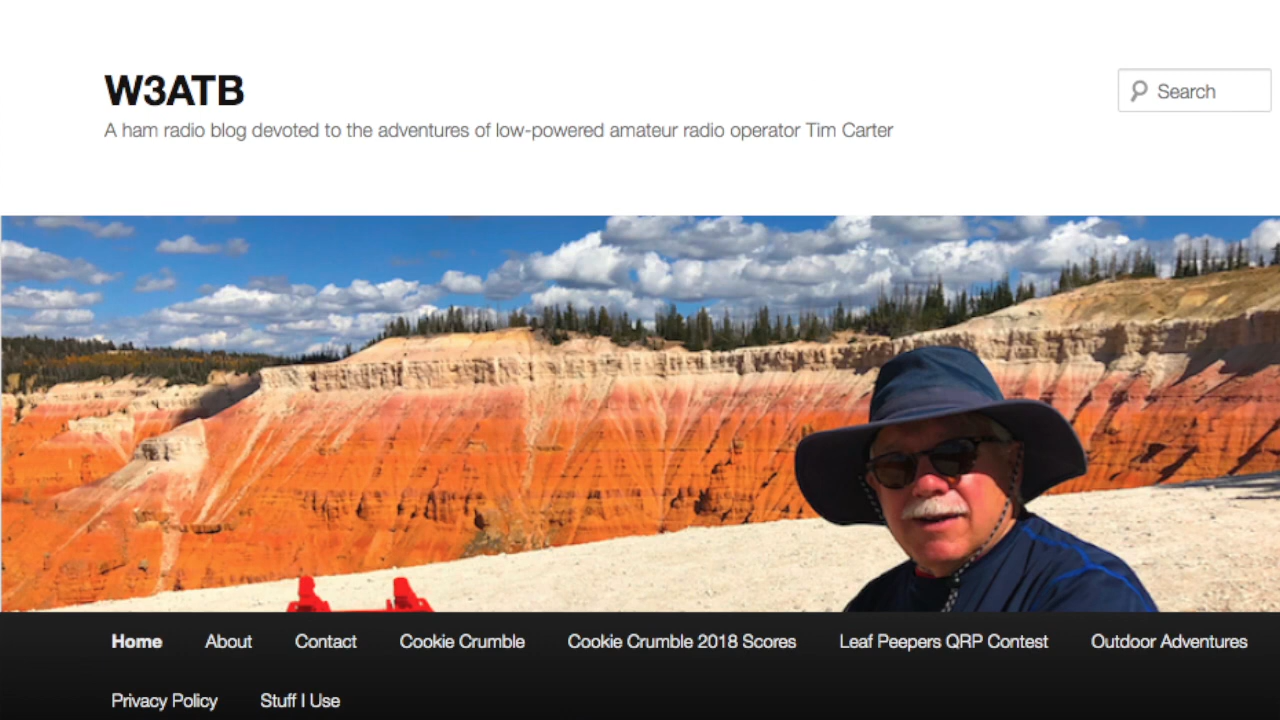 W3ATB
Search
A ham radio blog devoted to the adventures of low-powered amateur radio operator Tim Carter
Home About Contact Cookie Crumble Cookie Crumble 2018 Scores Leaf Peepers QRP Contest Outdoor Adventures
Privacy Policy Stuff I Use